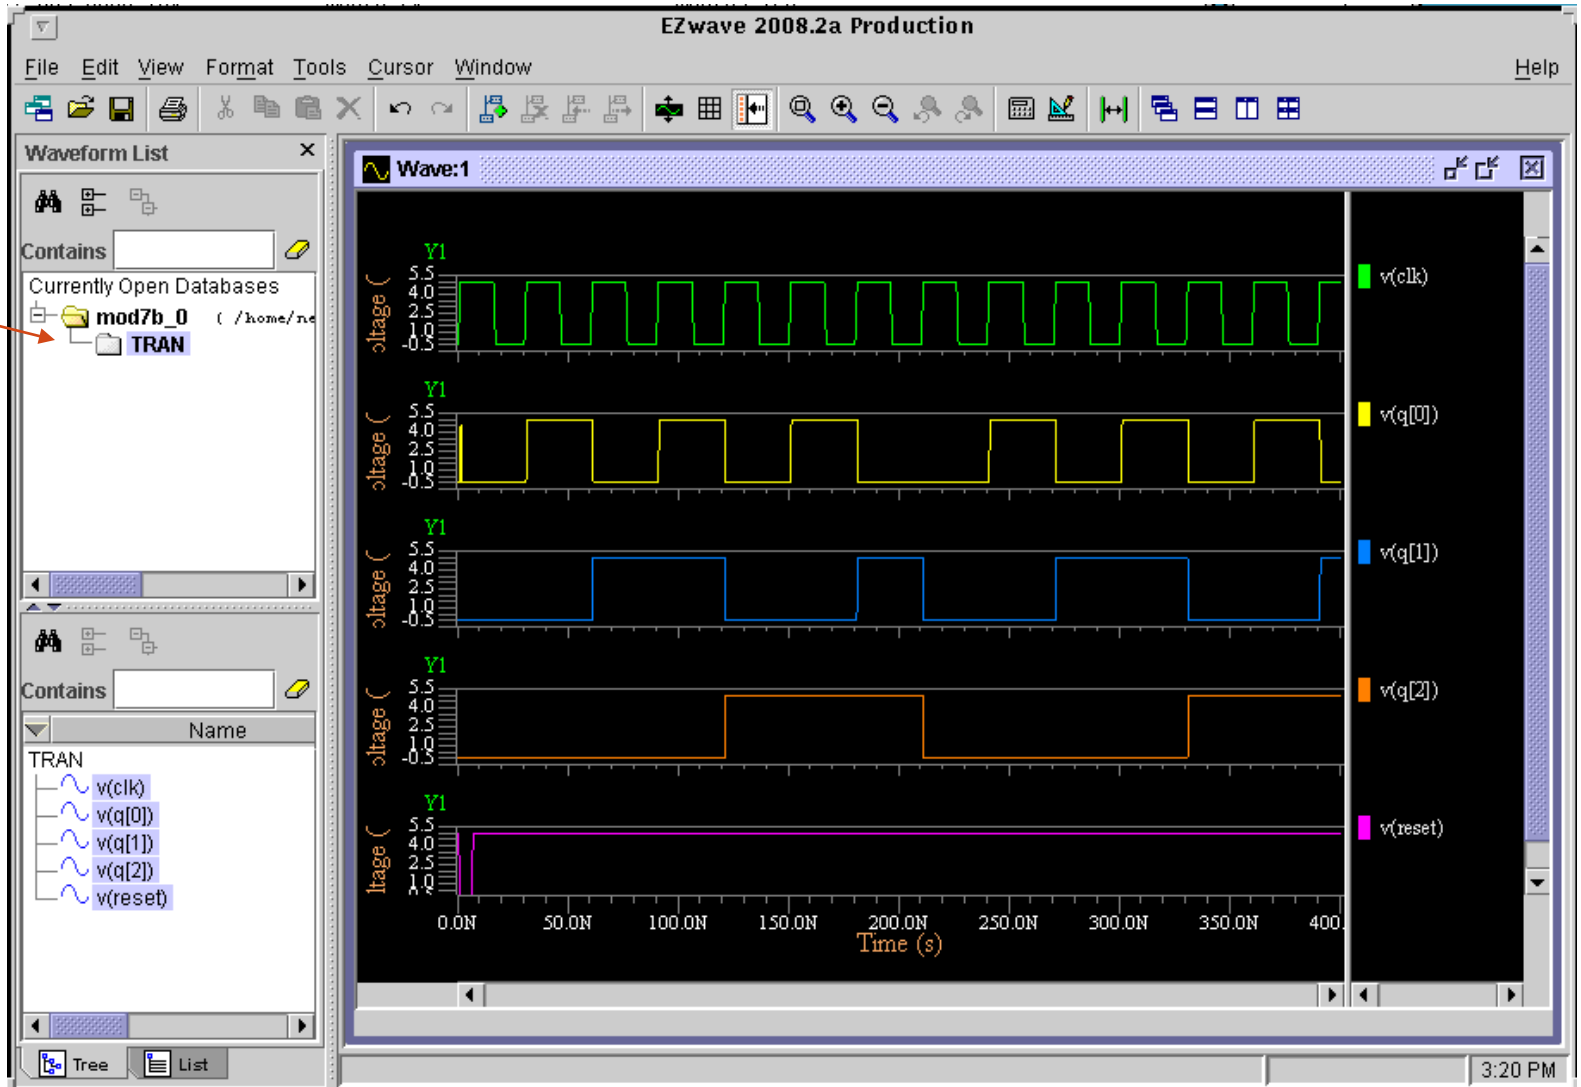 EZwave 2008.2a Production
File Edit View Format Tools Cursor Window Help
Waveform List
Contains
Currently Open Databases
mod7b_0 ( /home/ne
TRAN
Contains
Name
TRAN
v(clk)
v(q[0])
v(q[1])
v(q[2])
v(reset)
Tree List
Wave:1
Y1
5.5
4.0
2.5
1.0
-0.5
oltage (
v(clk)
Y1
5.5
4.0
2.5
1.0
-0.5
oltage (
v(q[0])
Y1
5.5
4.0
2.5
1.0
-0.5
oltage (
v(q[1])
Y1
5.5
4.0
2.5
1.0
-0.5
oltage (
v(q[2])
Y1
5.5
4.0
2.5
1.0
ltage (
v(reset)
0.0N 50.0N 100.0N 150.0N 200.0N 250.0N 300.0N 350.0N 400.
Time (s)
3:20 PM